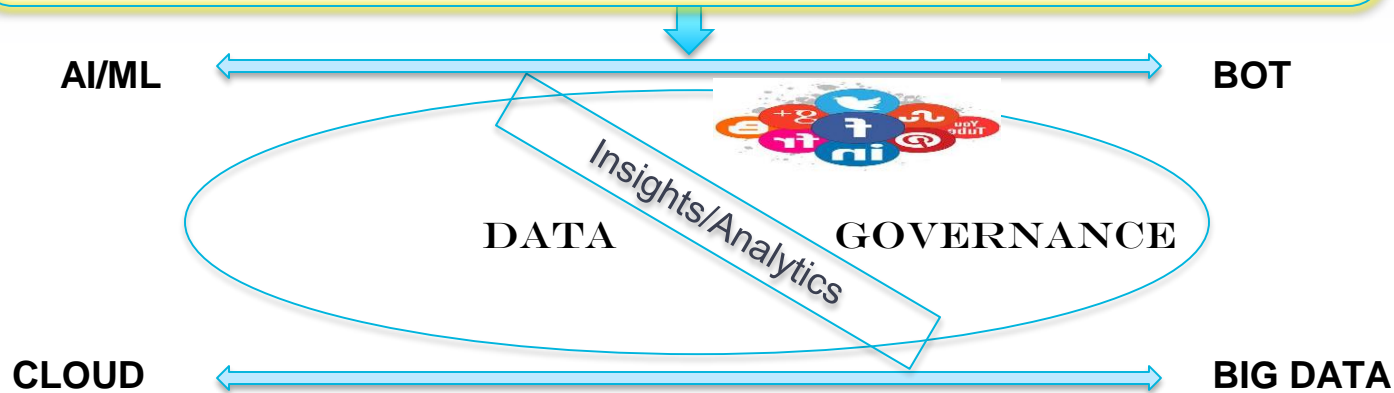 AI/ML
BOT
Insights/Analytics
DATA GOVERNANCE
CLOUD
BIG DATA